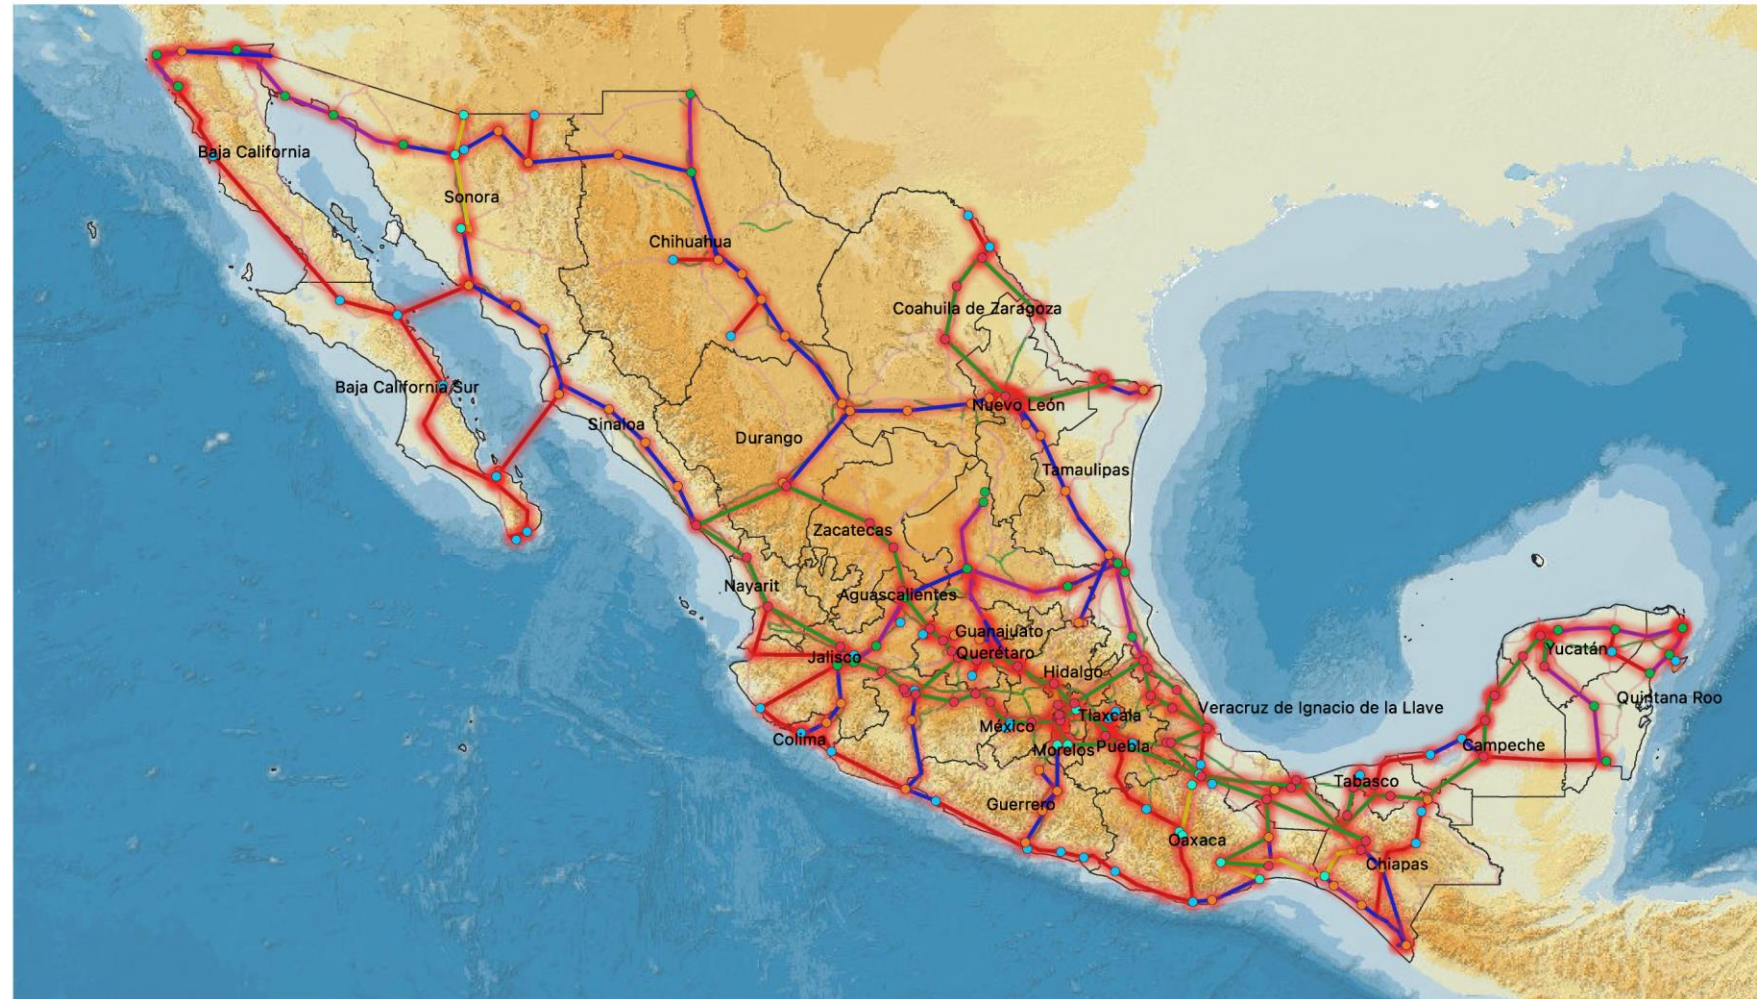 Baja California
Sonora
Chihuahua
Coahuila de Zaragoza
Baja California Sur
Sinaloa
Durango
Nuevo León
Tamaulipas
Zacatecas
Nayarit
Aguascalientes
Guanajuato
Querétaro
Jalisco
Hidalgo
Yucatán
Quintana Roo
Veracruz de Ignacio de la Llave
Tlaxcala
México
Colima
Morelos
Puebla
Campeche
Tabasco
Guerrero
Oaxaca
Chiapas